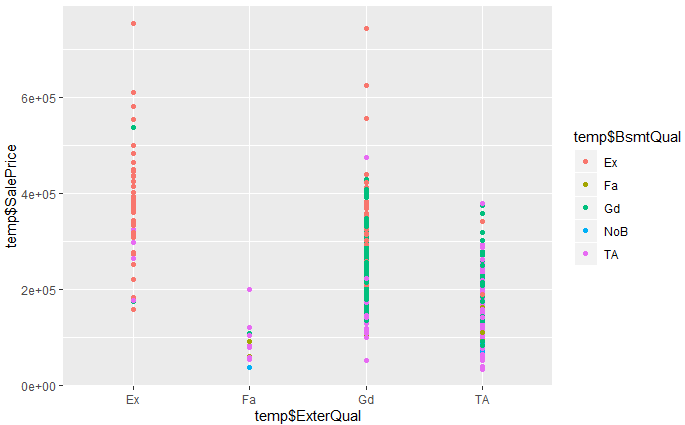 temp$SalePrice
6e+05
4e+05
2e+05
0e+00
Ex Fa Gd TA
temp$ExterQual
temp$BsmtQual
Ex
Fa
Gd
NoB
TA